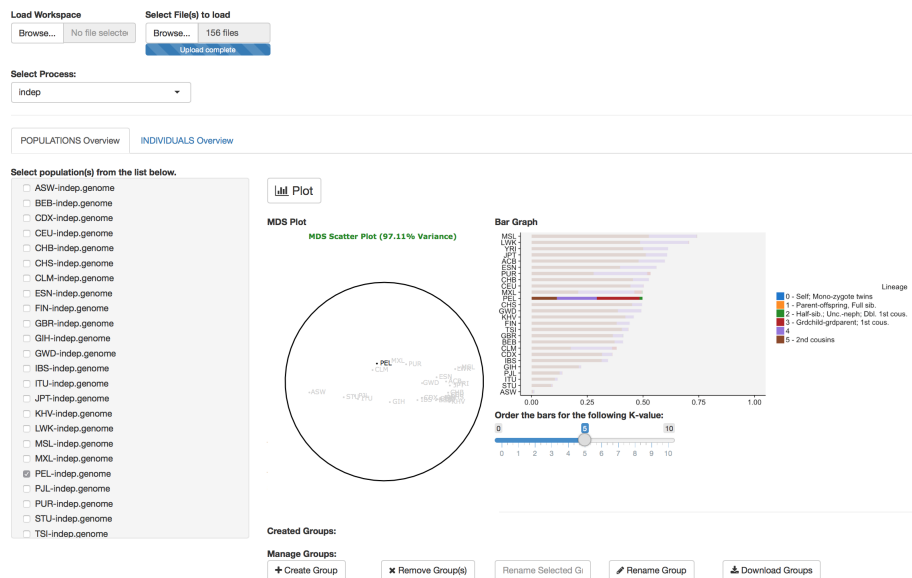 Load Workspace
Select File(s) to load
Browse...
No file selecte
Browse...
156 files
Upload complete
Select Process:
indep
POPULATIONS Overview
INDIVIDUALS Overview
Select population(s) from the list below.
ASW-indep.genome
BEB-indep.genome
CDX-indep.genome
CEU-indep.genome
CHB-indep.genome
CHS-indep.genome
CLM-indep.genome
ESN-indep.genome
FIN-indep.genome
GBR-indep.genome
GIH-indep.genome
GWD-indep.genome
IBS-indep.genome
ITU-indep.genome
JPT-indep.genome
KHV-indep.genome
LWK-indep.genome
MSL-indep.genome
MXL-indep.genome
PEL-indep.genome
PJL-indep.genome
PUR-indep.genome
STU-indep.genome
TSI-indep.genome
Plot
MDS Plot
MDS Scatter Plot (97.11% Variance)
PEL
MXL
PUR
CLM
ESN
GWD
ASW
ITU
GIH
Bar Graph
MSL
LWK
YRI
JPT
ACB
ESN
PUR
CHB
CEU
MXL
PEL
CHS
GWD
KHV
FIN
TSI
GBR
BEB
CLM
CDX
IBS
GIH
PJL
ITU
STU
ASW
0.00 0.25 0.50 0.75 1.00
Lineage
0 - Self; Mono-zygote twins
1 - Parent-offspring, Full sib.
2 - Half-sib.; Unc.-neph; Dbl. 1st cous.
3 - Grdchild-grdparent; 1st cous.
4
5 - 2nd cousins
Order the bars for the following K-value:
0 5 10
0 1 2 3 4 5 6 7 8 9 10
Created Groups:
Manage Groups:
Create Group
Remove Group(s)
Rename Selected G
Rename Group
Download Groups